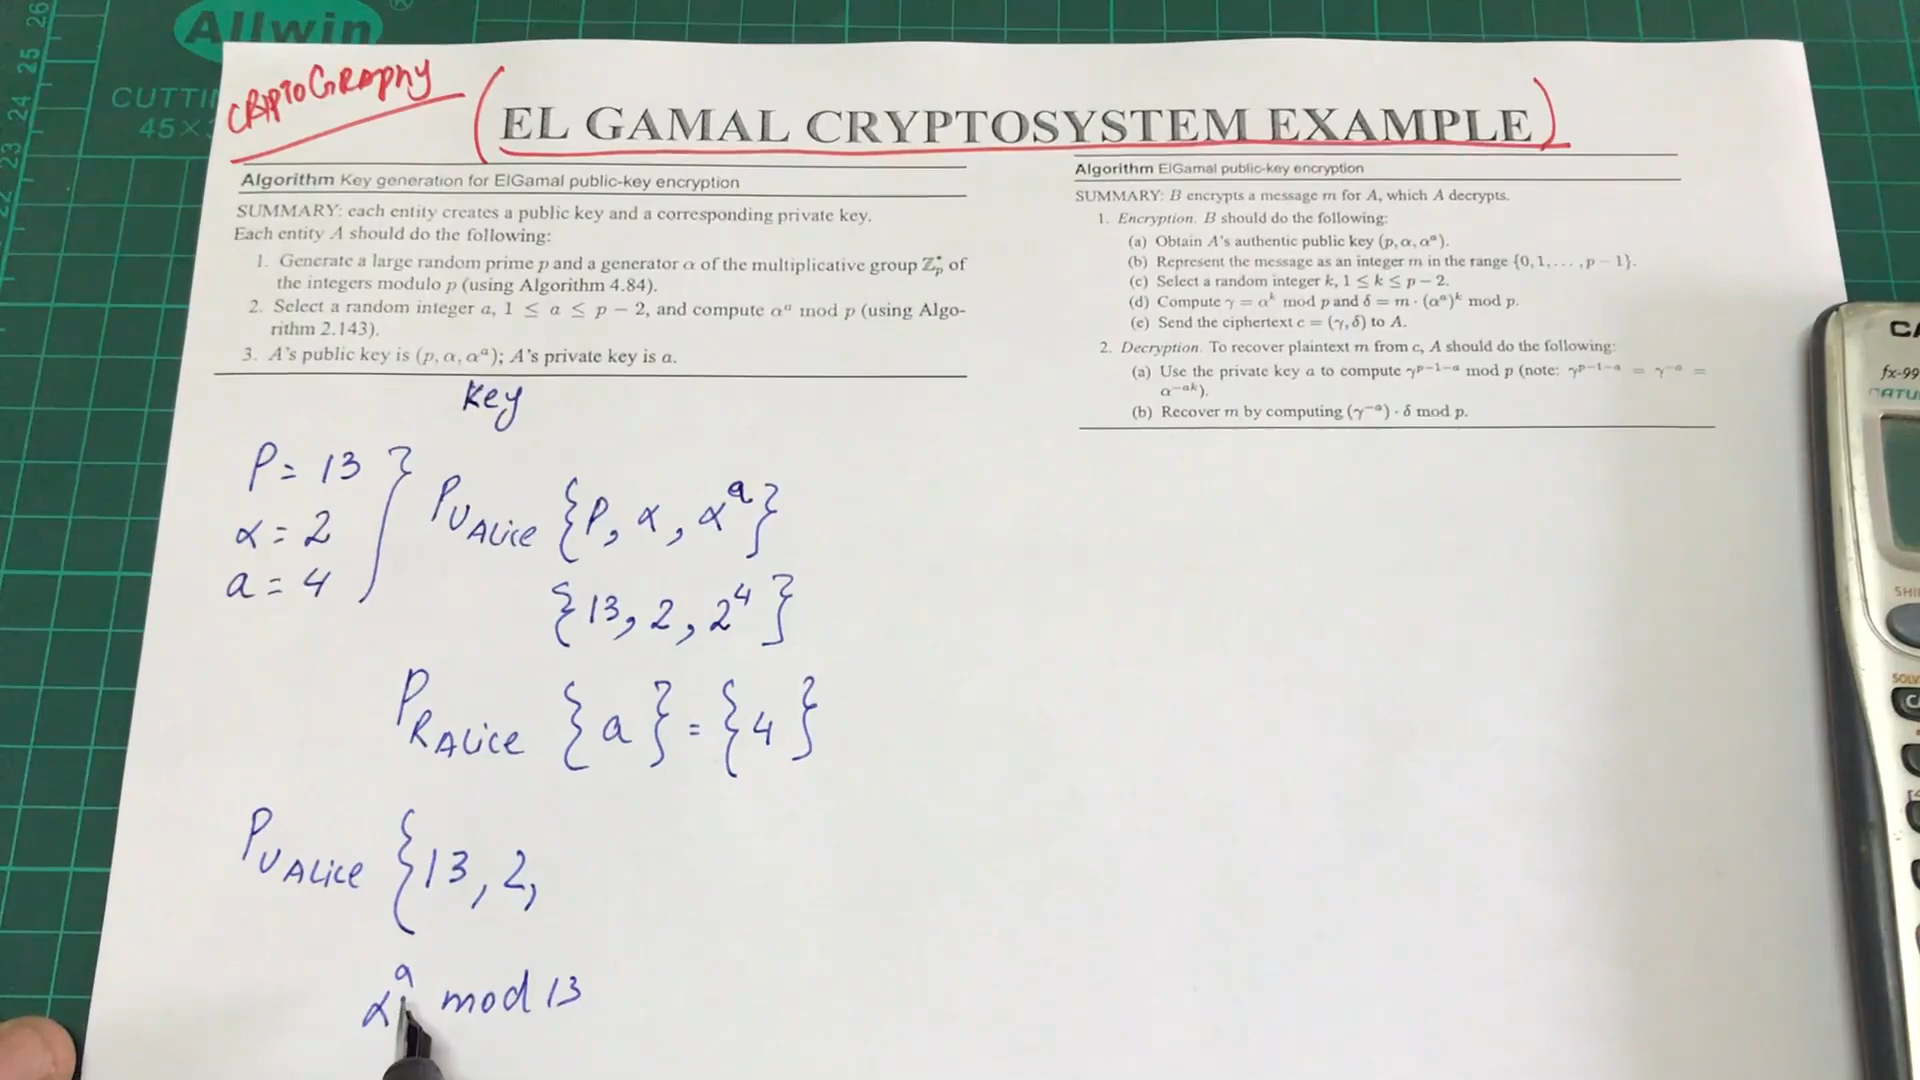 Allwin
CUTTI
45×3
26
25
24
23
22
CRYPTOGRAPHY
EL GAMAL CRYPTOSYSTEM EXAMPLE
Algorithm Key generation for ElGamal public-key encryption
SUMMARY: each entity creates a public key and a corresponding private key.
Each entity A should do the following:
1. Generate a large random prime p and a generator α of the multiplicative group ℤ*ₚ of
the integers modulo p (using Algorithm 4.84).
2. Select a random integer a, 1 ≤ a ≤ p − 2, and compute αᵃ mod p (using Algo-
rithm 2.143).
3. A's public key is (p, α, αᵃ); A's private key is a.
Algorithm ElGamal public-key encryption
SUMMARY: B encrypts a message m for A, which A decrypts.
1. Encryption. B should do the following:
(a) Obtain A's authentic public key (p, α, αᵃ).
(b) Represent the message as an integer m in the range {0, 1, . . . , p − 1}.
(c) Select a random integer k, 1 ≤ k ≤ p − 2.
(d) Compute γ = αᵏ mod p and δ = m · (αᵃ)ᵏ mod p.
(e) Send the ciphertext c = (γ, δ) to A.
2. Decryption. To recover plaintext m from c, A should do the following:
(a) Use the private key a to compute γᵖ⁻¹⁻ᵃ mod p (note: γᵖ⁻¹⁻ᵃ = γ⁻ᵃ =
α⁻ᵃᵏ).
(b) Recover m by computing (γ⁻ᵃ) · δ mod p.
Key
P = 13
α = 2
a = 4
PU Alice {P, α, αᵃ}
{13, 2, 2⁴}
PR Alice {a} = {4}
PU Alice {13, 2,
αᵃ mod 13
CA
fx-99
SHI
SOLV